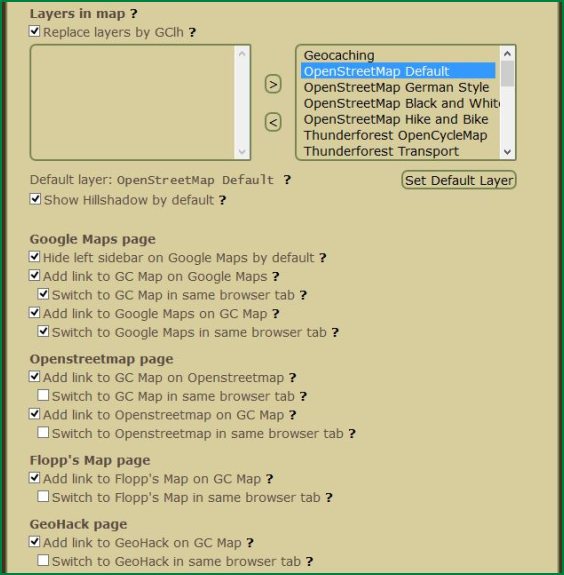 Layers in map ?
Replace layers by GClh ?
Geocaching
OpenStreetMap Default
OpenStreetMap German Style
OpenStreetMap Black and Whit
OpenStreetMap Hike and Bike
Thunderforest OpenCycleMap
Thunderforest Transport
>
<
Default layer: OpenStreetMap Default ?
Set Default Layer
Show Hillshadow by default ?
Google Maps page
Hide left sidebar on Google Maps by default ?
Add link to GC Map on Google Maps ?
Switch to GC Map in same browser tab ?
Add link to Google Maps on GC Map ?
Switch to Google Maps in same browser tab ?
Openstreetmap page
Add link to GC Map on Openstreetmap ?
Switch to GC Map in same browser tab ?
Add link to Openstreetmap on GC Map ?
Switch to Openstreetmap in same browser tab ?
Flopp's Map page
Add link to Flopp's Map on GC Map ?
Switch to Flopp's Map in same browser tab ?
GeoHack page
Add link to GeoHack on GC Map ?
Switch to GeoHack in same browser tab ?